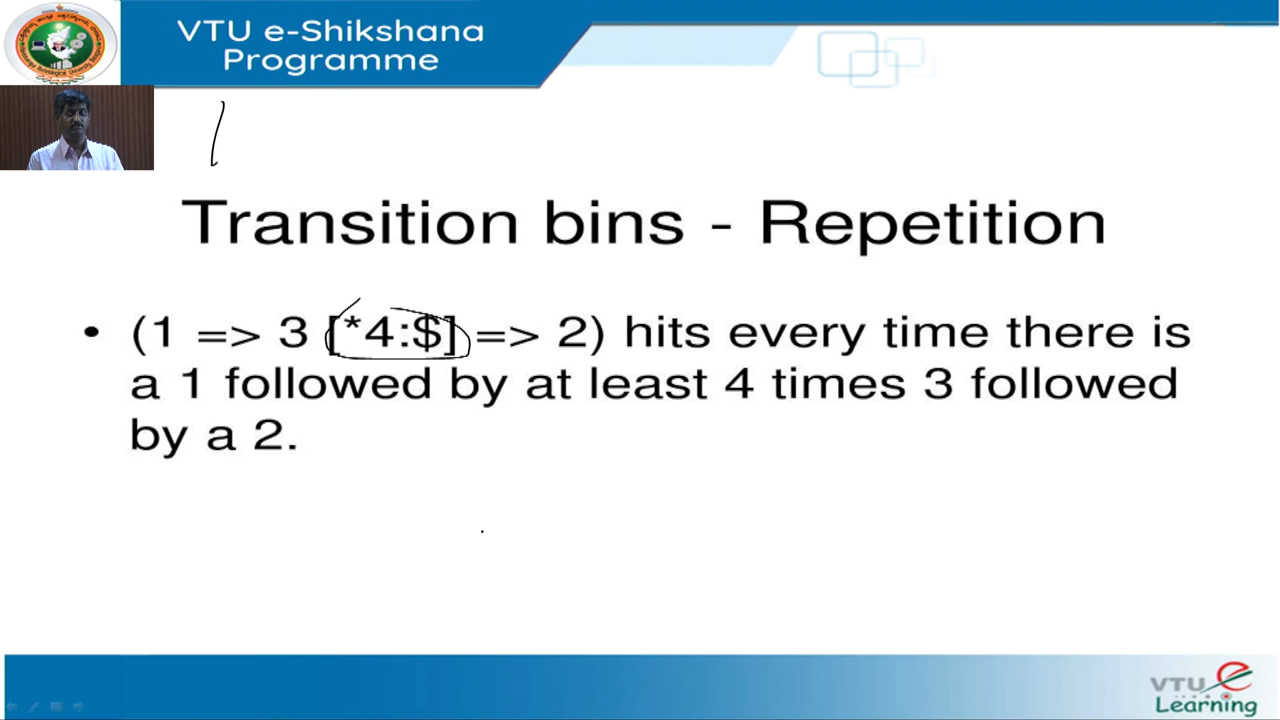 VTU e-Shikshana
Programme
Transition bins - Repetition
• (1 => 3 [*4:$] => 2) hits every time there is
a 1 followed by at least 4 times 3 followed
by a 2.
VTU
Learning